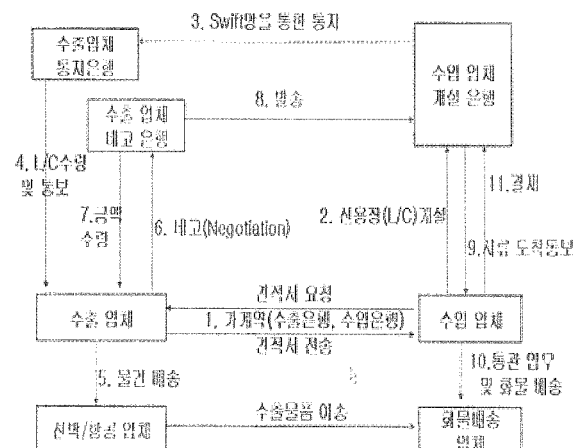 3. Swift망을 통한 통지
수출업체
통지은행
수입 업체
개설 은행
수출 업체
네고 은행
8. 발송
4. L/C수령
및 통보
7.금액
수령
6. 네고(Negotiation)
2. 신용장(L/C)개설
11.결제
9.서류 도착통보
견적서 요청
수출 업체
1. 가계약(수출은행, 수입은행)
수입 업체
견적서 전송
5. 물건 배송
10.통관 업무
및 화물 배송
수출물품 이송
선박/항공 업체
화물배송
업체